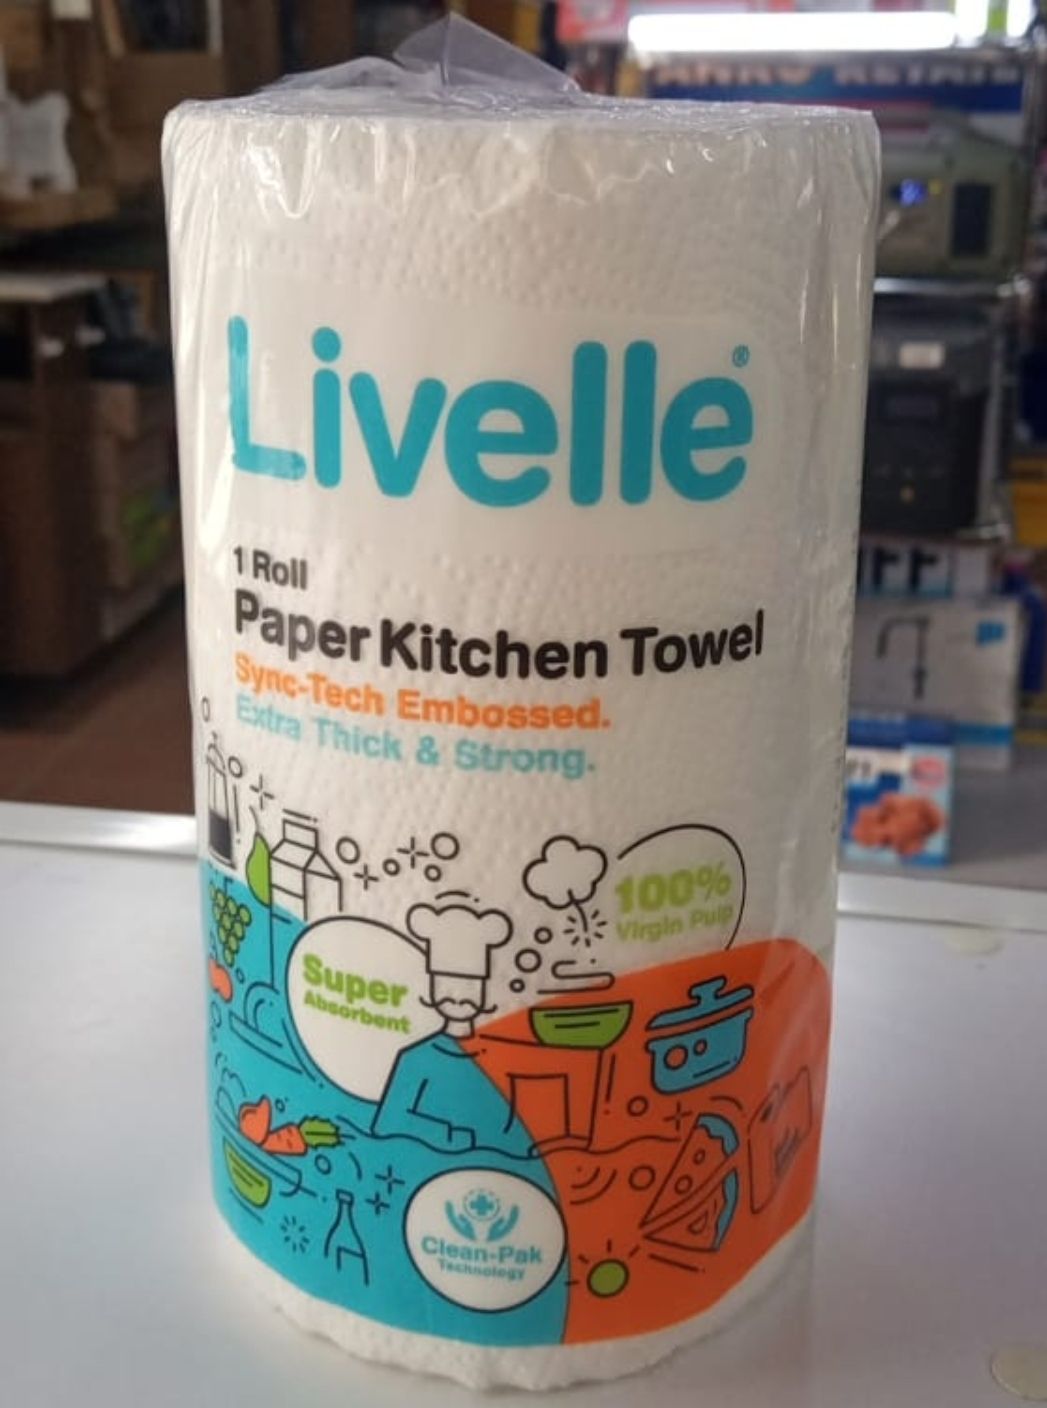 Livelle®
1 Roll
Paper Kitchen Towel
Sync-Tech Embossed.
Extra Thick & Strong.
100%
Virgin Pulp
Super
Absorbent
Clean-Pak
Technology